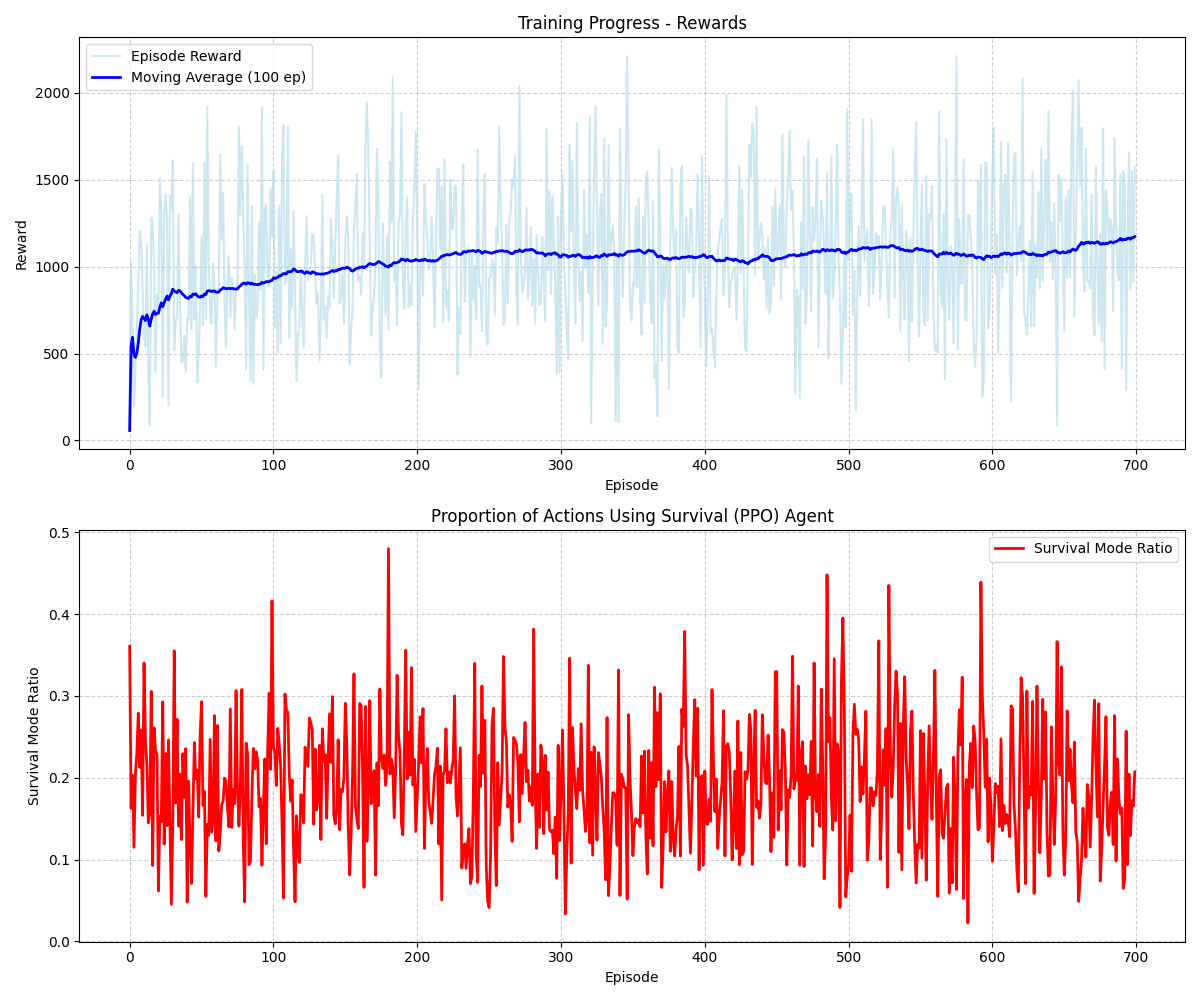 Training Progress - Rewards
Episode Reward
Moving Average (100 ep)
Reward
2000
1500
1000
500
0
0 100 200 300 400 500 600 700
Episode
Proportion of Actions Using Survival (PPO) Agent
Survival Mode Ratio
Survival Mode Ratio
0.5
0.4
0.3
0.2
0.1
0.0
0 100 200 300 400 500 600 700
Episode